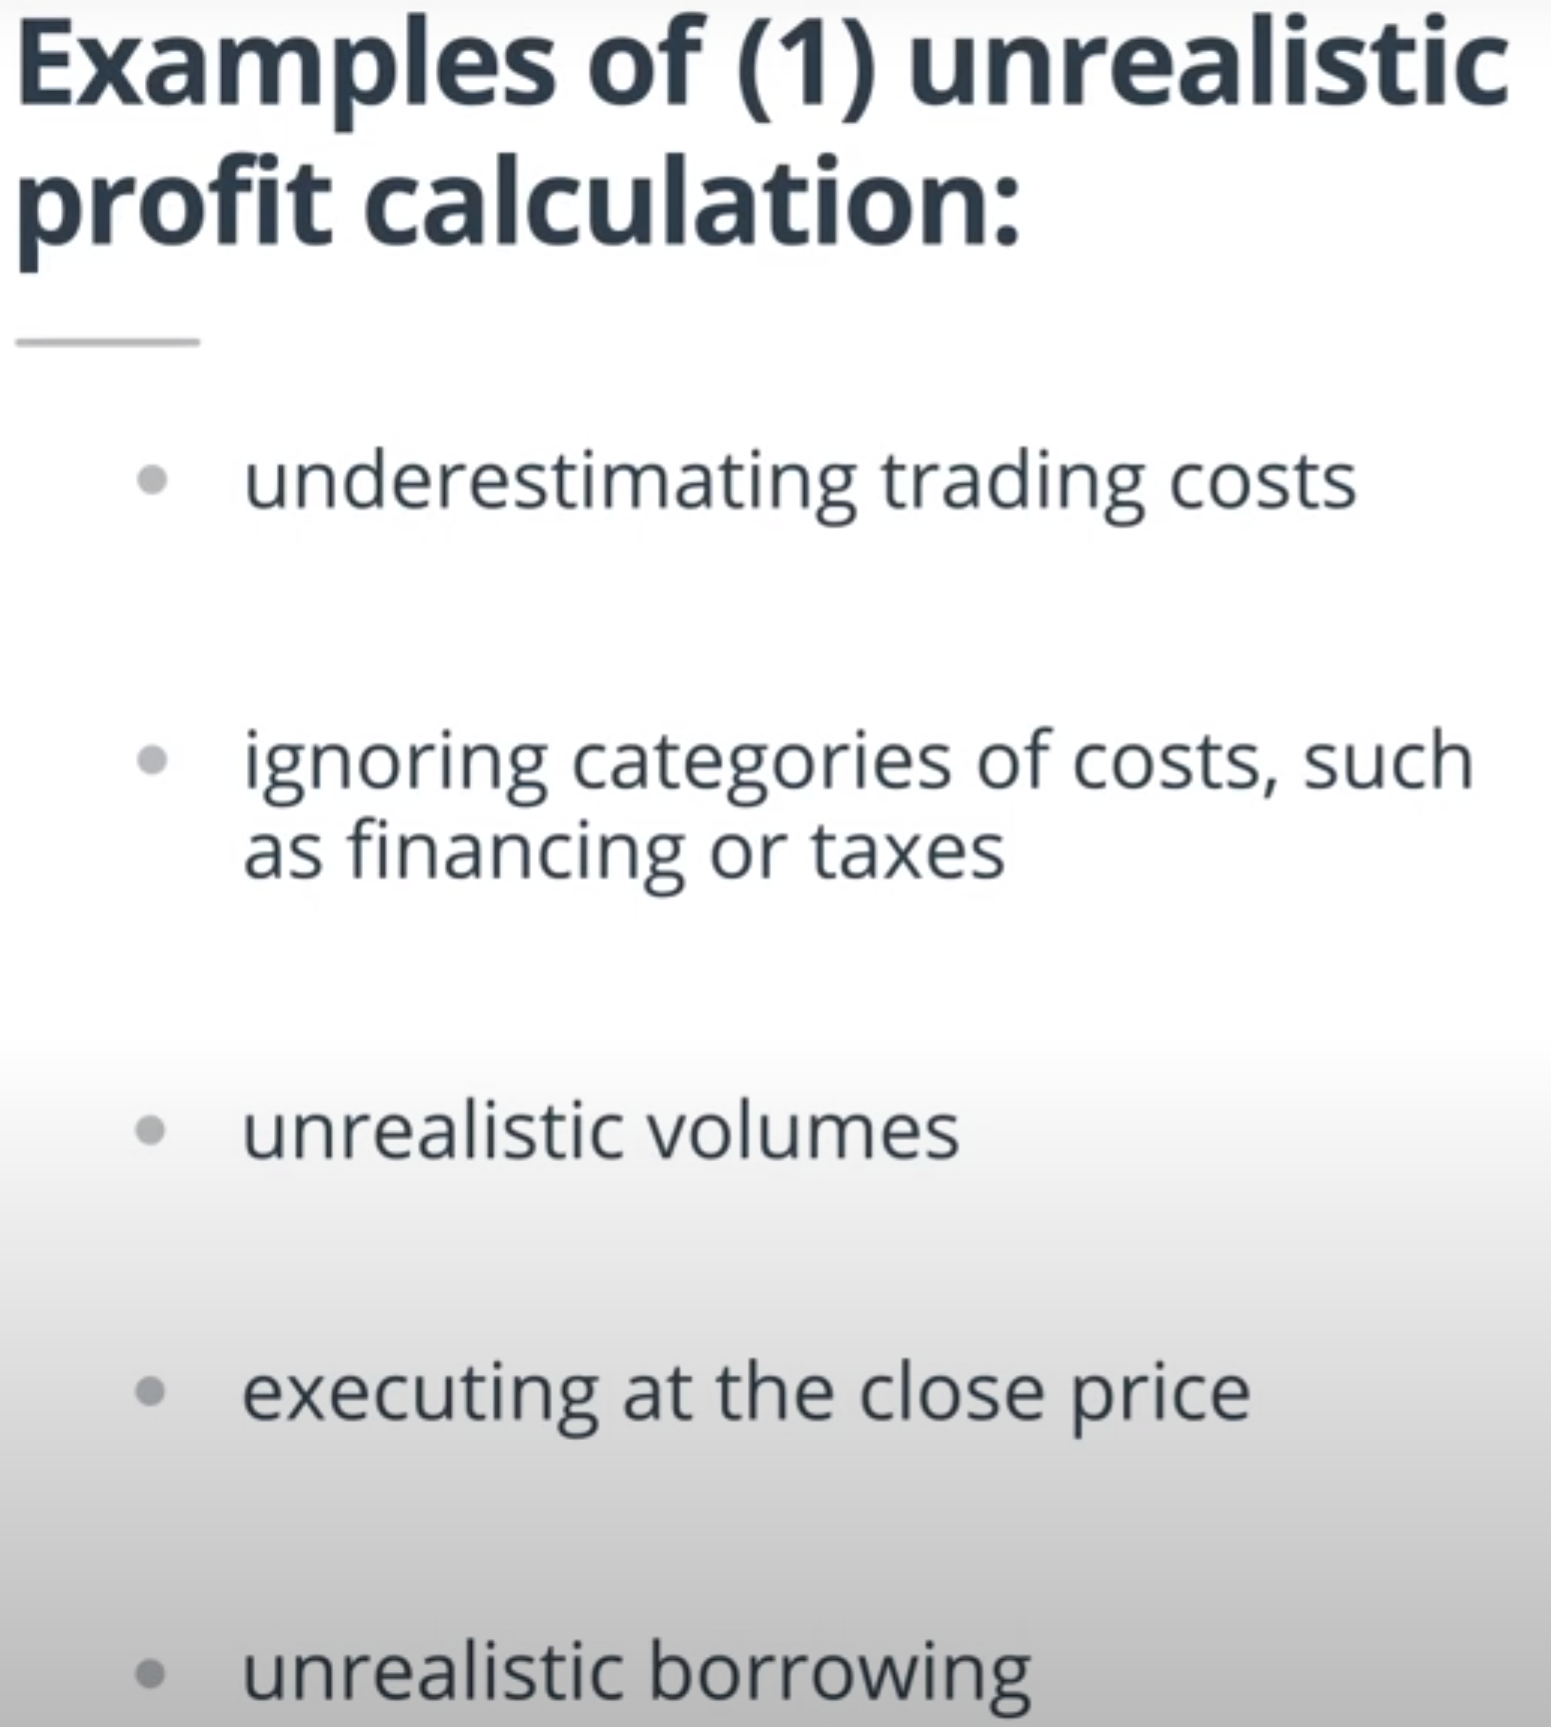 Examples of (1) unrealistic
profit calculation:
underestimating trading costs
ignoring categories of costs, such
as financing or taxes
unrealistic volumes
executing at the close price
unrealistic borrowing